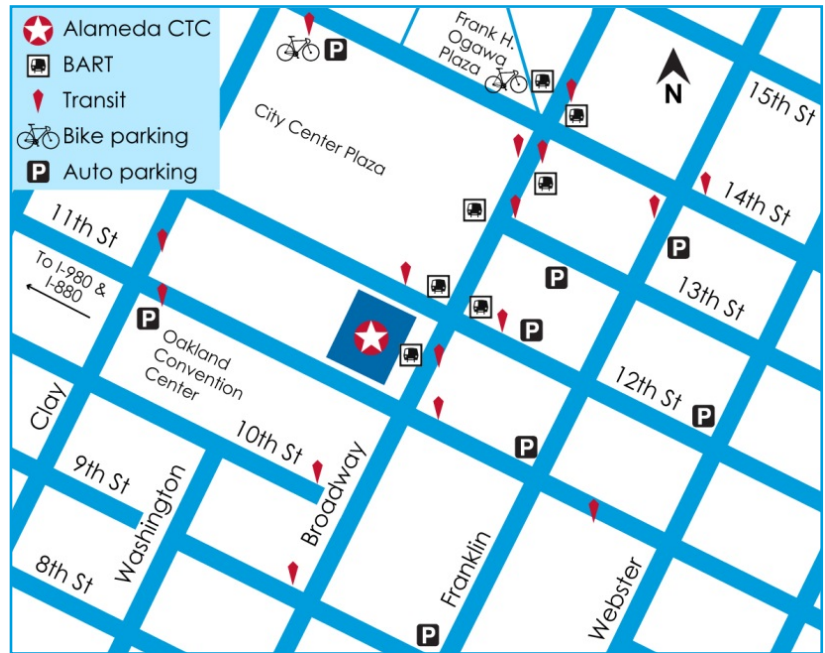 Alameda CTC
BART
Transit
Bike parking
P Auto parking
P
Frank H.
Ogawa
Plaza
N
15th St
City Center Plaza
14th St
11th St
P
13th St
To I-980 &
I-880
P
P
P
Oakland
Convention
Center
12th St
P
Clay
10th St
P
9th St
Washington
Broadway
Franklin
Webster
8th St
P